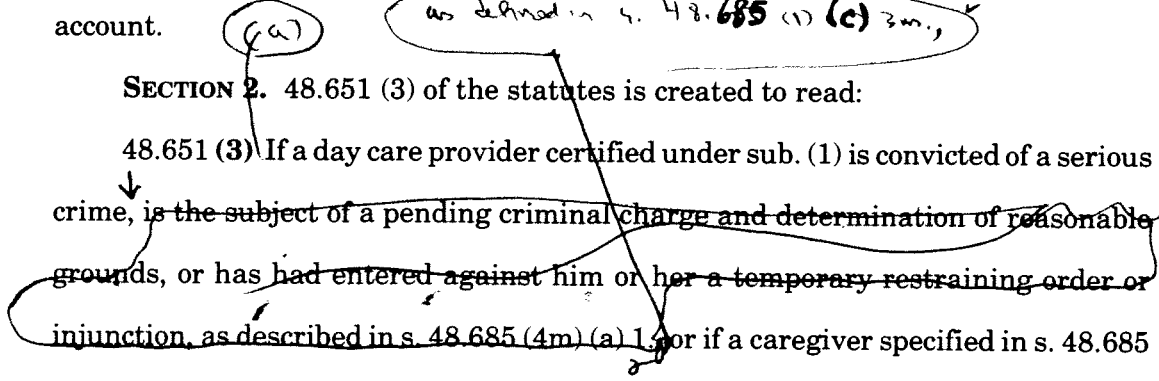 account. (a) as defined in s. 48.685 (1) (c) 3m.,
SECTION 2. 48.651 (3) of the statutes is created to read:
48.651 (3) If a day care provider certified under sub. (1) is convicted of a serious
crime, is the subject of a pending criminal charge and determination of reasonable
grounds, or has had entered against him or her a temporary restraining order or
injunction, as described in s. 48.685 (4m) (a) 1., or if a caregiver specified in s. 48.685